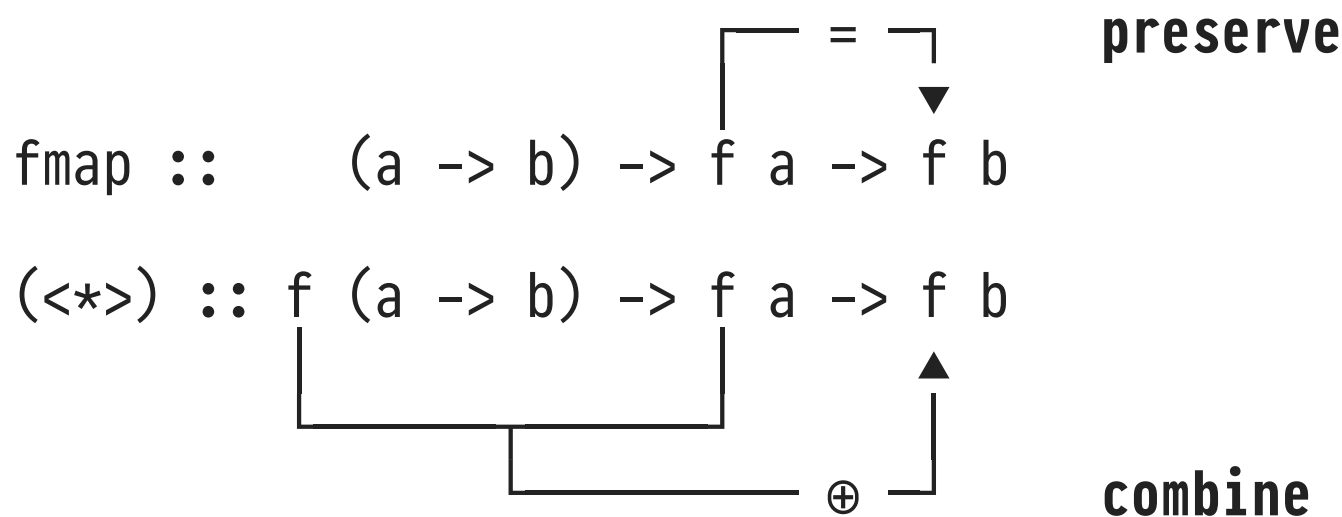 = preserve
fmap :: (a -> b) -> f a -> f b
(<*>) :: f (a -> b) -> f a -> f b
⊕ combine